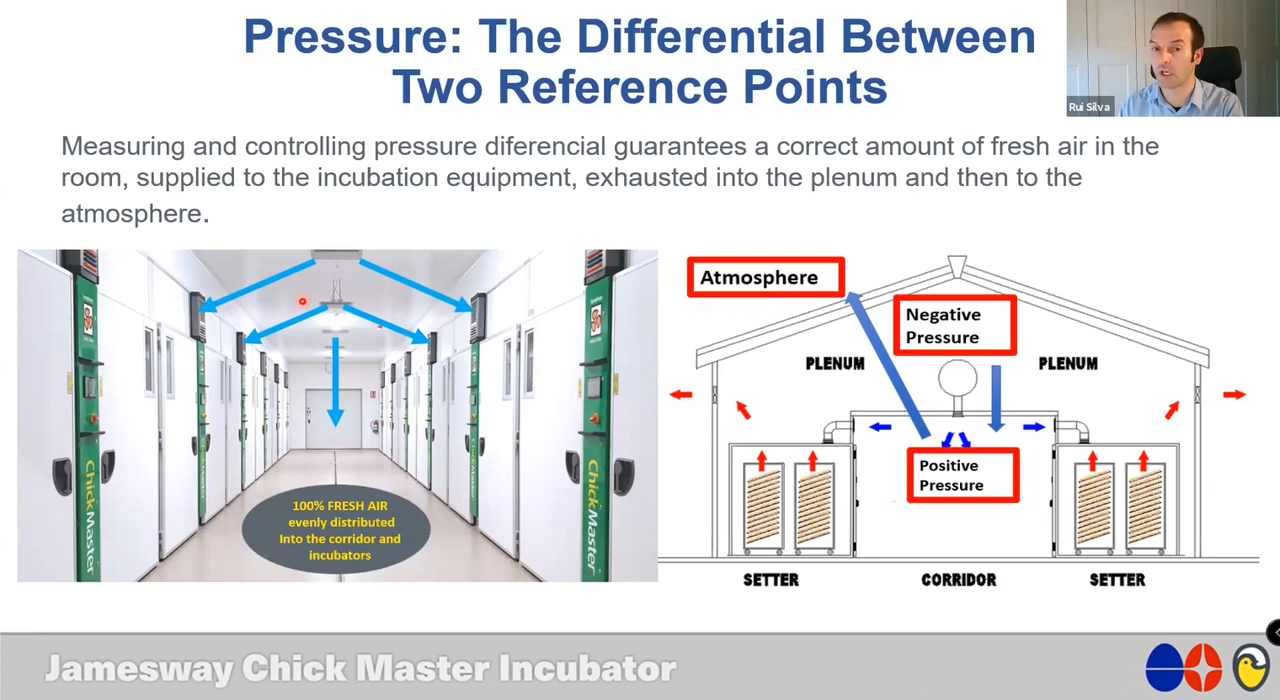 Pressure: The Differential Between
Two Reference Points
Rui Silva
Measuring and controlling pressure diferencial guarantees a correct amount of fresh air in the
room, supplied to the incubation equipment, exhausted into the plenum and then to the
atmosphere.
ChickMaster
ChickMaster
ChickMaster
100% FRESH AIR
evenly distributed
Into the corridor and
incubators
Atmosphere
Negative
Pressure
PLENUM
PLENUM
Positive
Pressure
SETTER
CORRIDOR
SETTER
Jamesway Chick Master Incubator